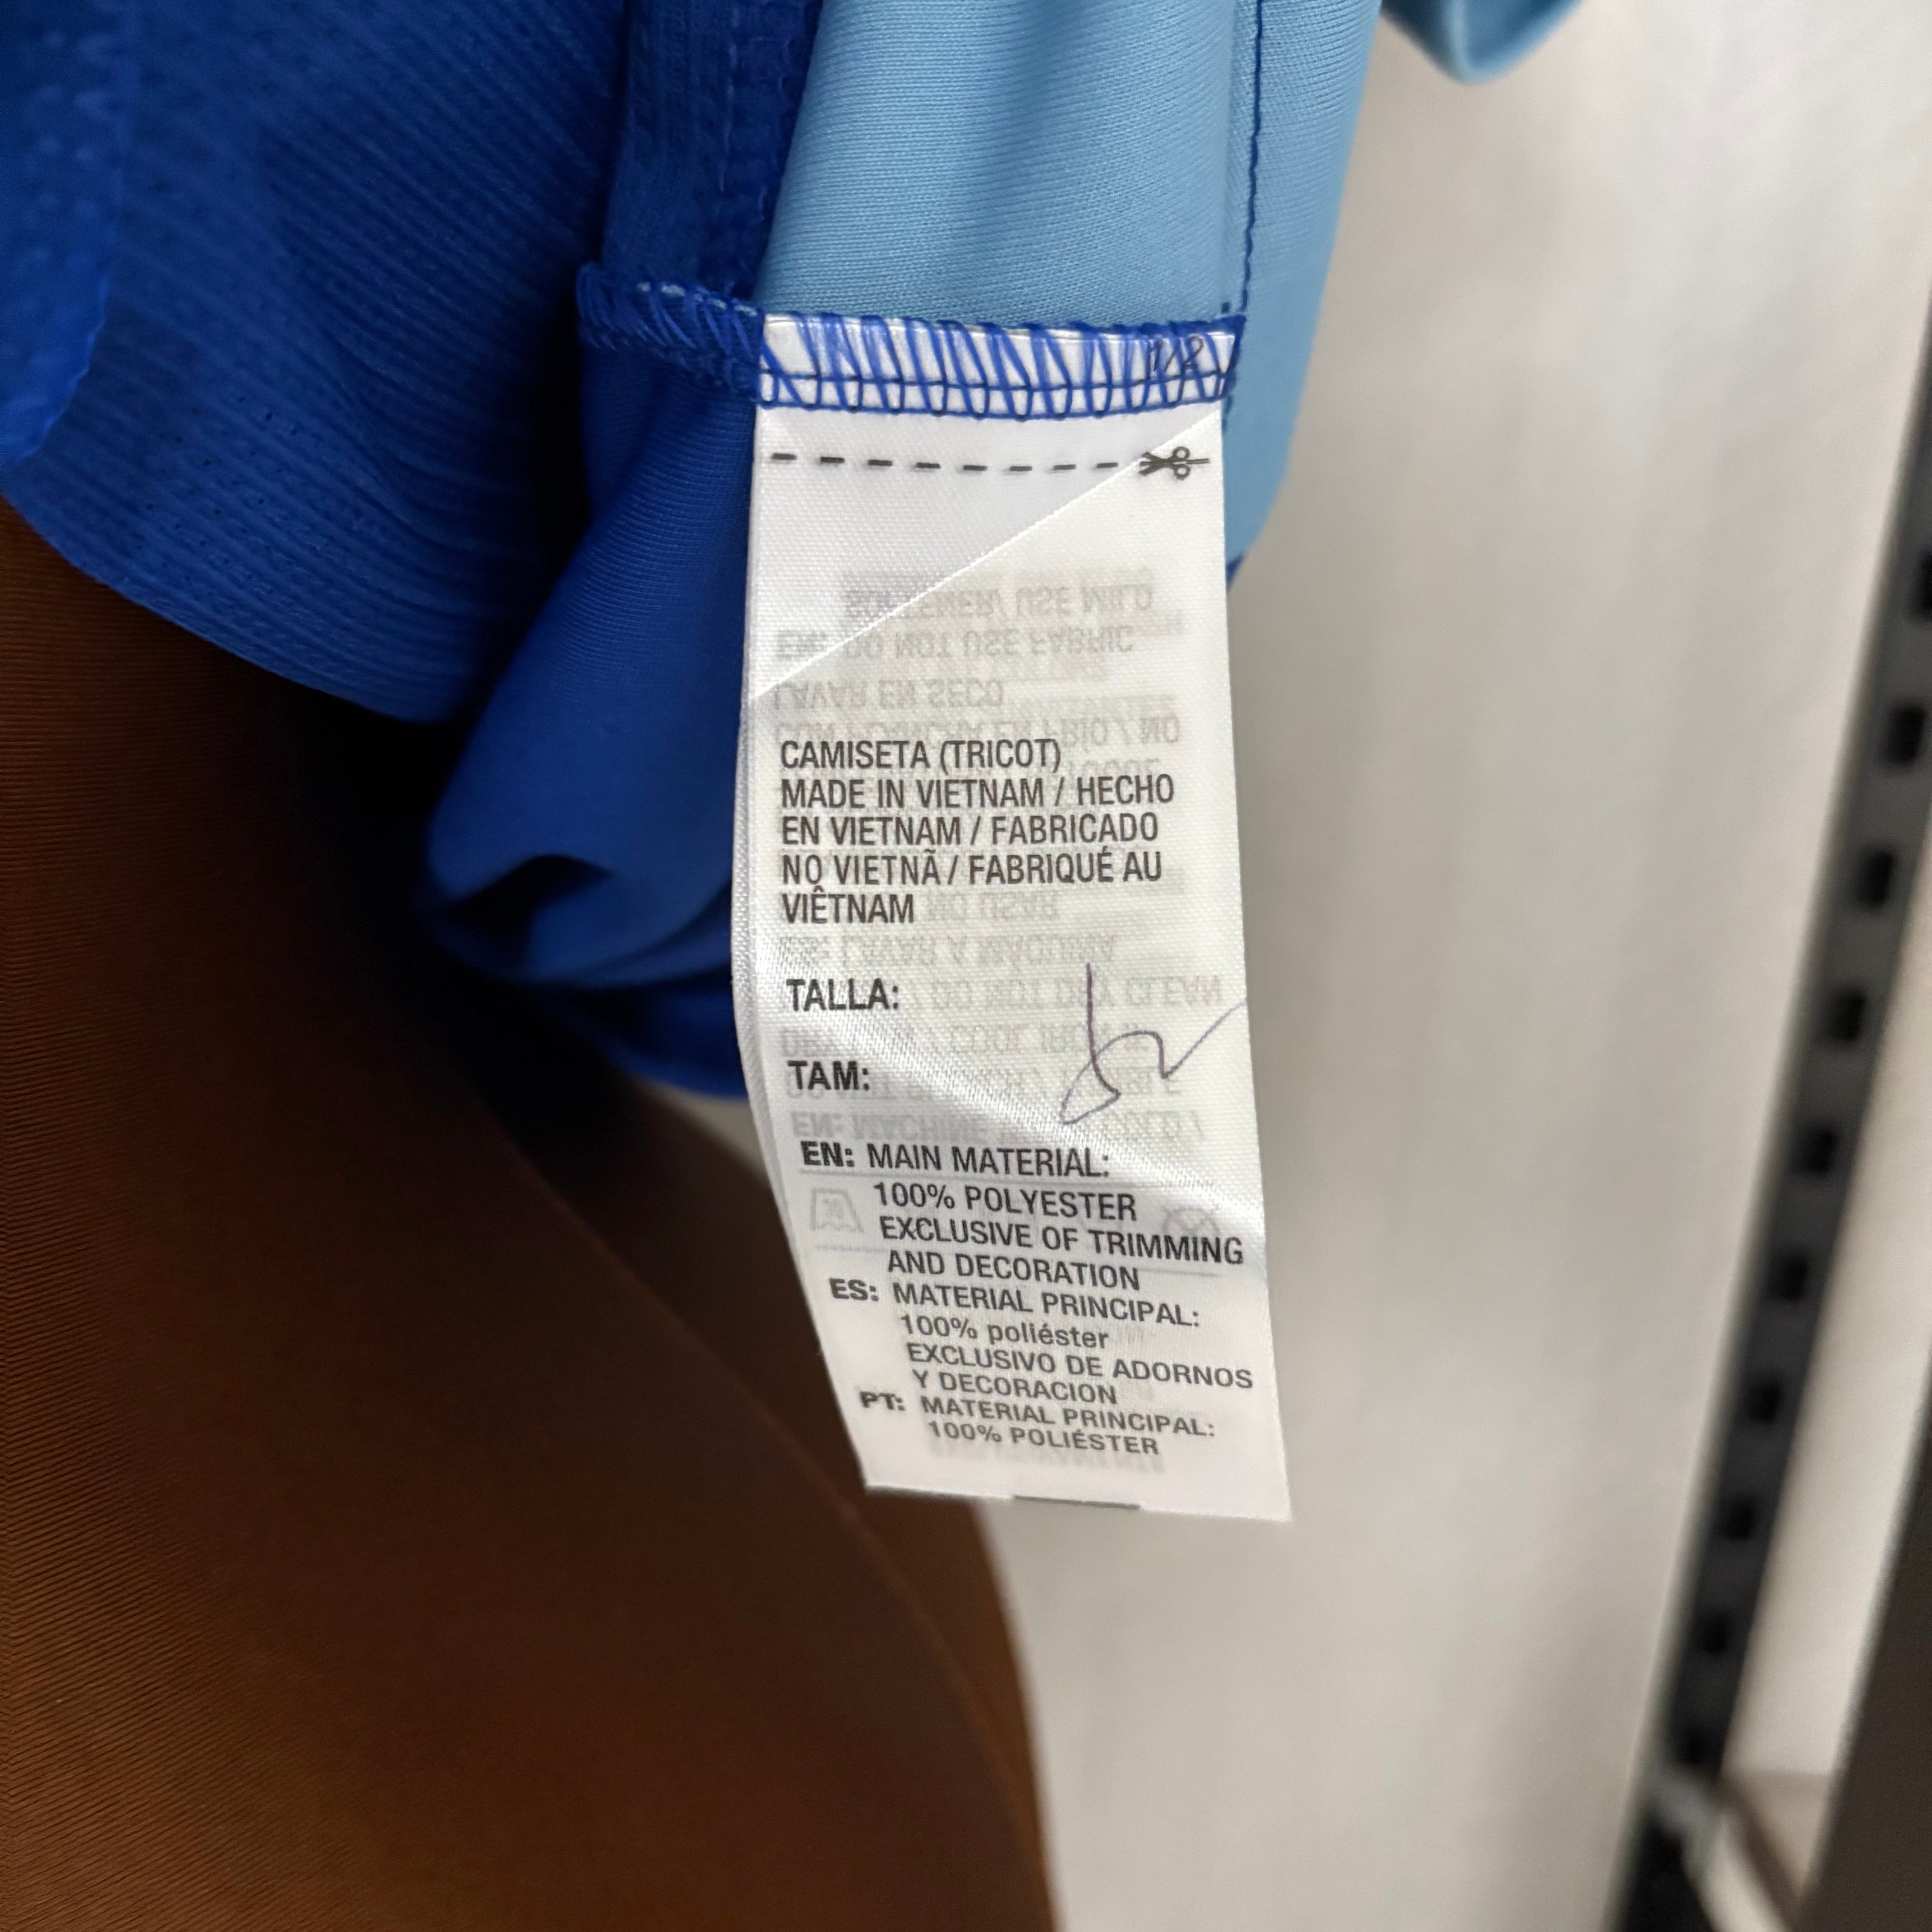 1/2
CAMISETA (TRICOT)
MADE IN VIETNAM / HECHO
EN VIETNAM / FABRICADO
NO VIETNÃ / FABRIQUÉ AU
VIÊTNAM
TALLA:
TAM:
EN: MAIN MATERIAL:
100% POLYESTER
EXCLUSIVE OF TRIMMING
AND DECORATION
ES: MATERIAL PRINCIPAL:
100% poliéster
EXCLUSIVO DE ADORNOS
Y DECORACION
PT: MATERIAL PRINCIPAL:
100% POLIÉSTER